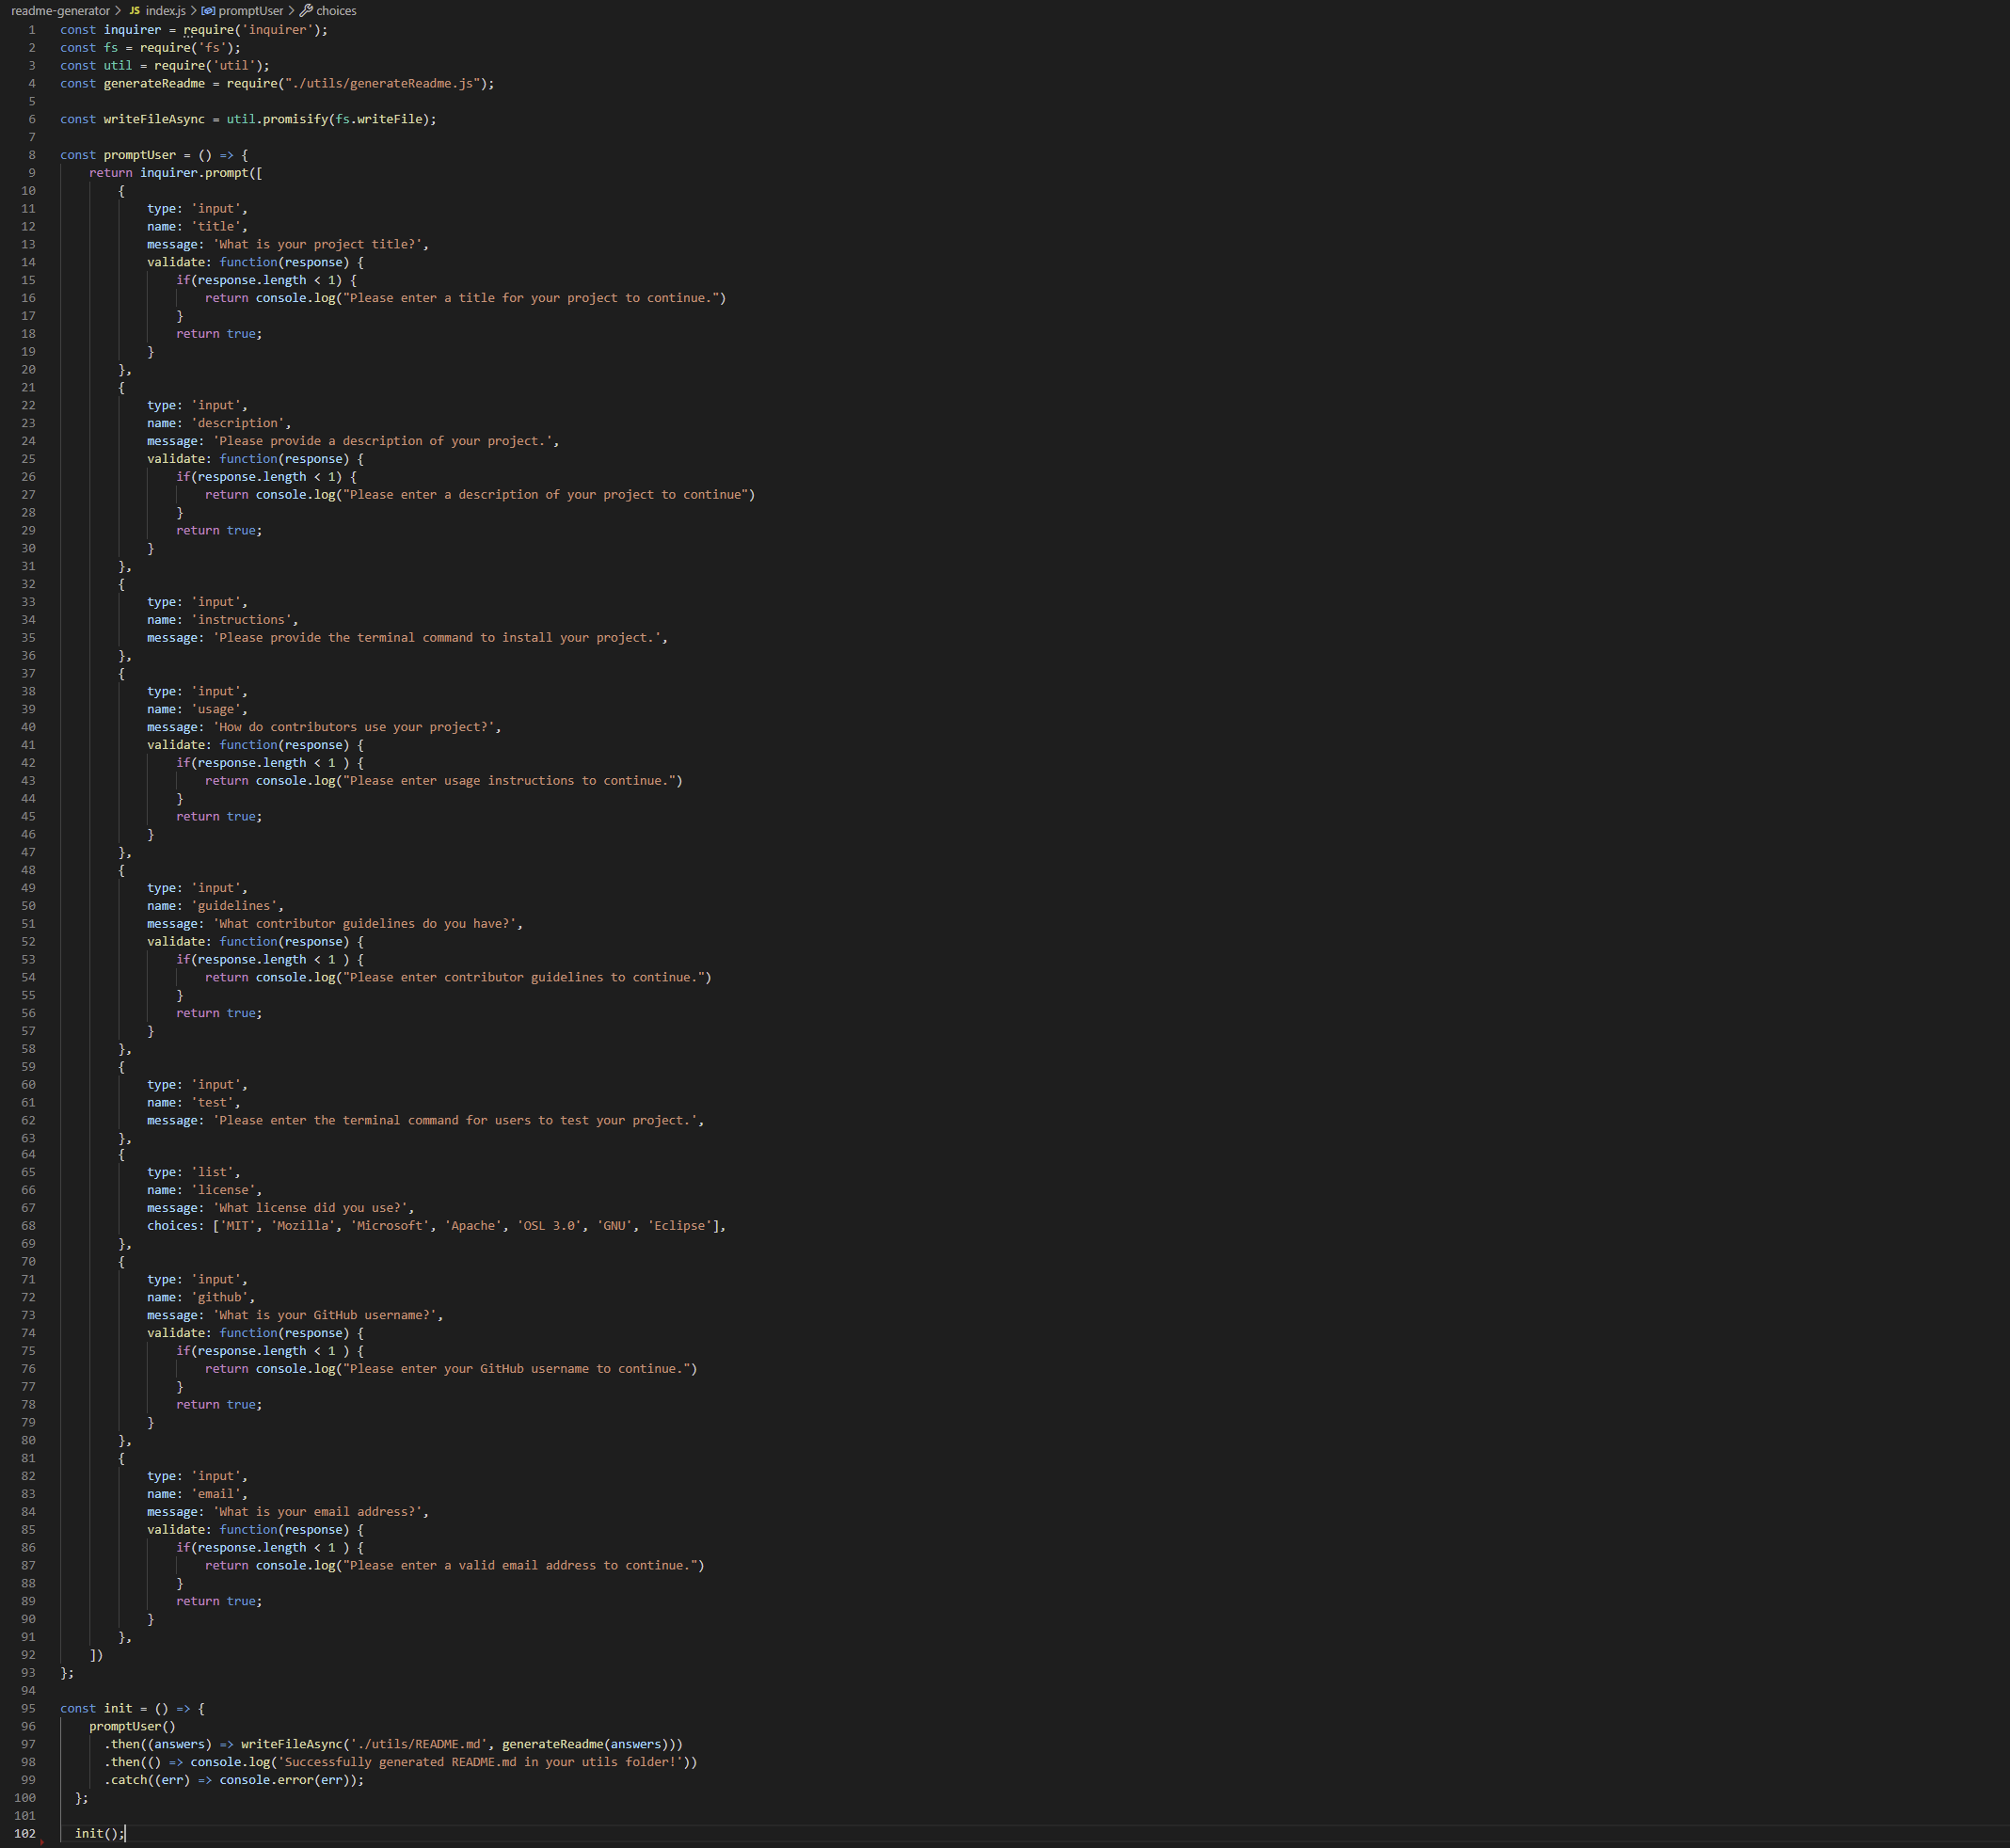 readme-generator > JS index.js > promptUser > choices
1 const inquirer = require('inquirer');
2 const fs = require('fs');
3 const util = require('util');
4 const generateReadme = require("./utils/generateReadme.js");
5
6 const writeFileAsync = util.promisify(fs.writeFile);
7
8 const promptUser = () => {
9     return inquirer.prompt([
10         {
11             type: 'input',
12             name: 'title',
13             message: 'What is your project title?',
14             validate: function(response) {
15                 if(response.length < 1) {
16                     return console.log("Please enter a title for your project to continue.")
17                 }
18                 return true;
19             }
20         },
21         {
22             type: 'input',
23             name: 'description',
24             message: 'Please provide a description of your project.',
25             validate: function(response) {
26                 if(response.length < 1) {
27                     return console.log("Please enter a description of your project to continue")
28                 }
29                 return true;
30             }
31         },
32         {
33             type: 'input',
34             name: 'instructions',
35             message: 'Please provide the terminal command to install your project.',
36         },
37         {
38             type: 'input',
39             name: 'usage',
40             message: 'How do contributors use your project?',
41             validate: function(response) {
42                 if(response.length < 1 ) {
43                     return console.log("Please enter usage instructions to continue.")
44                 }
45                 return true;
46             }
47         },
48         {
49             type: 'input',
50             name: 'guidelines',
51             message: 'What contributor guidelines do you have?',
52             validate: function(response) {
53                 if(response.length < 1 ) {
54                     return console.log("Please enter contributor guidelines to continue.")
55                 }
56                 return true;
57             }
58         },
59         {
60             type: 'input',
61             name: 'test',
62             message: 'Please enter the terminal command for users to test your project.',
63         },
64         {
65             type: 'list',
66             name: 'license',
67             message: 'What license did you use?',
68             choices: ['MIT', 'Mozilla', 'Microsoft', 'Apache', 'OSL 3.0', 'GNU', 'Eclipse'],
69         },
70         {
71             type: 'input',
72             name: 'github',
73             message: 'What is your GitHub username?',
74             validate: function(response) {
75                 if(response.length < 1 ) {
76                     return console.log("Please enter your GitHub username to continue.")
77                 }
78                 return true;
79             }
80         },
81         {
82             type: 'input',
83             name: 'email',
84             message: 'What is your email address?',
85             validate: function(response) {
86                 if(response.length < 1 ) {
87                     return console.log("Please enter a valid email address to continue.")
88                 }
89                 return true;
90             }
91         },
92     ])
93 };
94
95 const init = () => {
96     promptUser()
97       .then((answers) => writeFileAsync('./utils/README.md', generateReadme(answers)))
98       .then(() => console.log('Successfully generated README.md in your utils folder!'))
99       .catch((err) => console.error(err));
100   };
101
102   init();